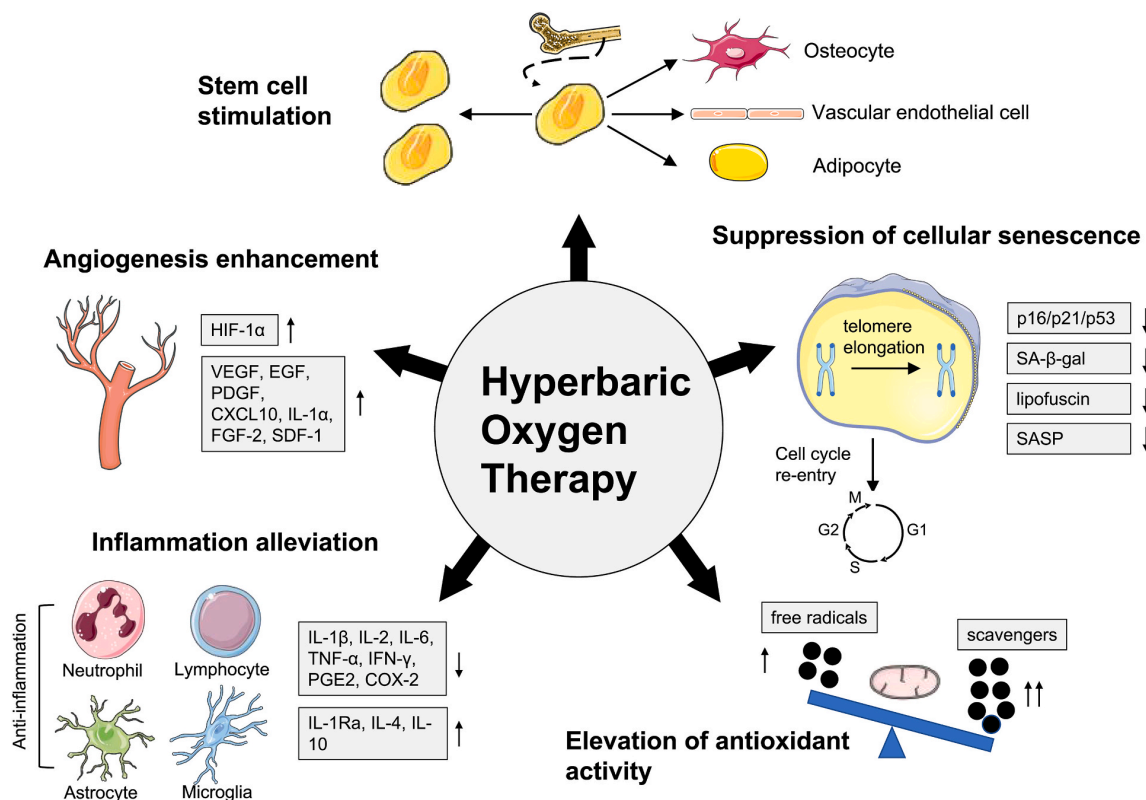 Stem cell
stimulation
Osteocyte
Vascular endothelial cell
Adipocyte
Angiogenesis enhancement
HIF-1α
VEGF, EGF,
PDGF,
CXCL10, IL-1α,
FGF-2, SDF-1
Suppression of cellular senescence
telomere
elongation
p16/p21/p53
SA-β-gal
lipofuscin
SASP
Cell cycle
re-entry
M
G2
G1
S
Hyperbaric
Oxygen
Therapy
Inflammation alleviation
Anti-inflammation
Neutrophil
Lymphocyte
Astrocyte
Microglia
IL-1β, IL-2, IL-6,
TNF-α, IFN-γ,
PGE2, COX-2
IL-1Ra, IL-4, IL-
10
free radicals
scavengers
Elevation of antioxidant
activity